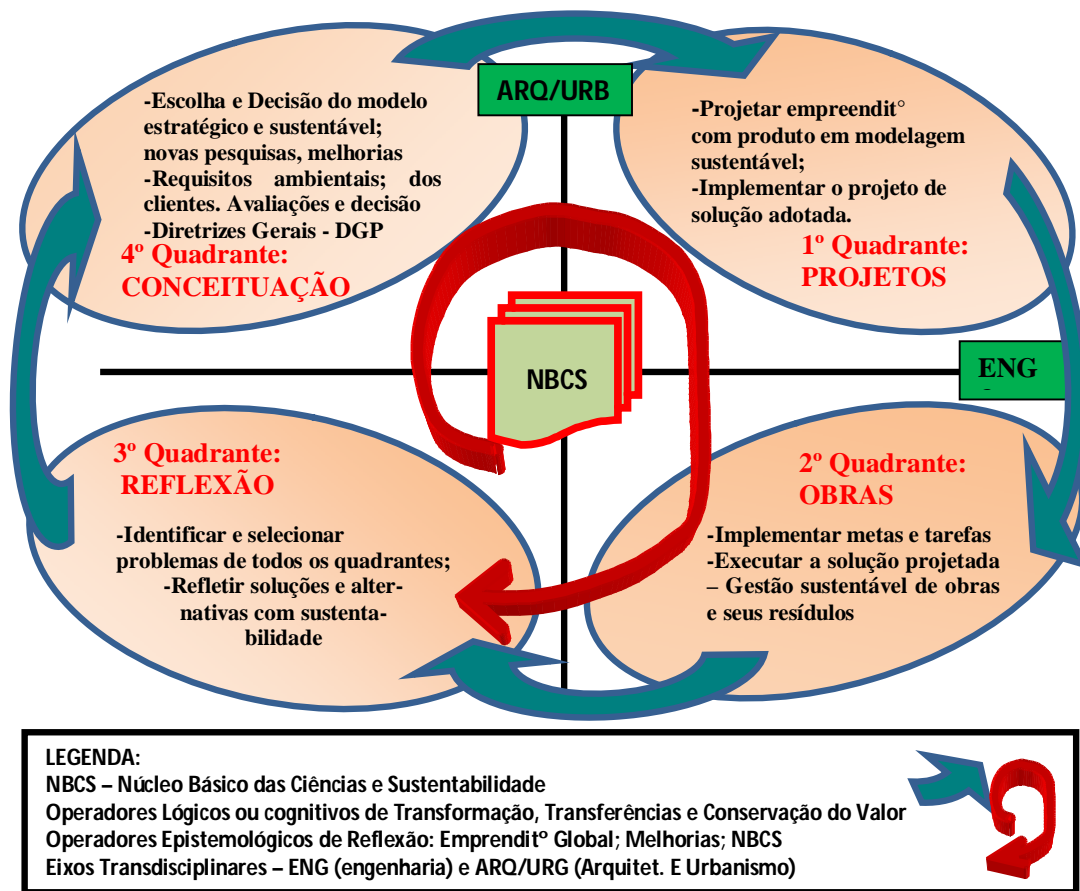 ARQ/URB
-Escolha e Decisão do modelo
estratégico e sustentável;
novas pesquisas, melhorias
-Requisitos ambientais; dos
clientes. Avaliações e decisão
-Diretrizes Gerais - DGP
4º Quadrante:
CONCEITUAÇÃO
-Projetar empreendit°
com produto em modelagem
sustentável;
-Implementar o projeto de
solução adotada.
1º Quadrante:
PROJETOS
NBCS
ENG
3º Quadrante:
REFLEXÃO
-Identificar e selecionar
problemas de todos os quadrantes;
-Refletir soluções e alter-
nativas com sustenta-
bilidade
2º Quadrante:
OBRAS
-Implementar metas e tarefas
-Executar a solução projetada
– Gestão sustentável de obras
e seus resídulos
LEGENDA:
NBCS – Núcleo Básico das Ciências e Sustentabilidade
Operadores Lógicos ou cognitivos de Transformação, Transferências e Conservação do Valor
Operadores Epistemológicos de Reflexão: Emprenditº Global; Melhorias; NBCS
Eixos Transdisciplinares – ENG (engenharia) e ARQ/URG (Arquitet. E Urbanismo)